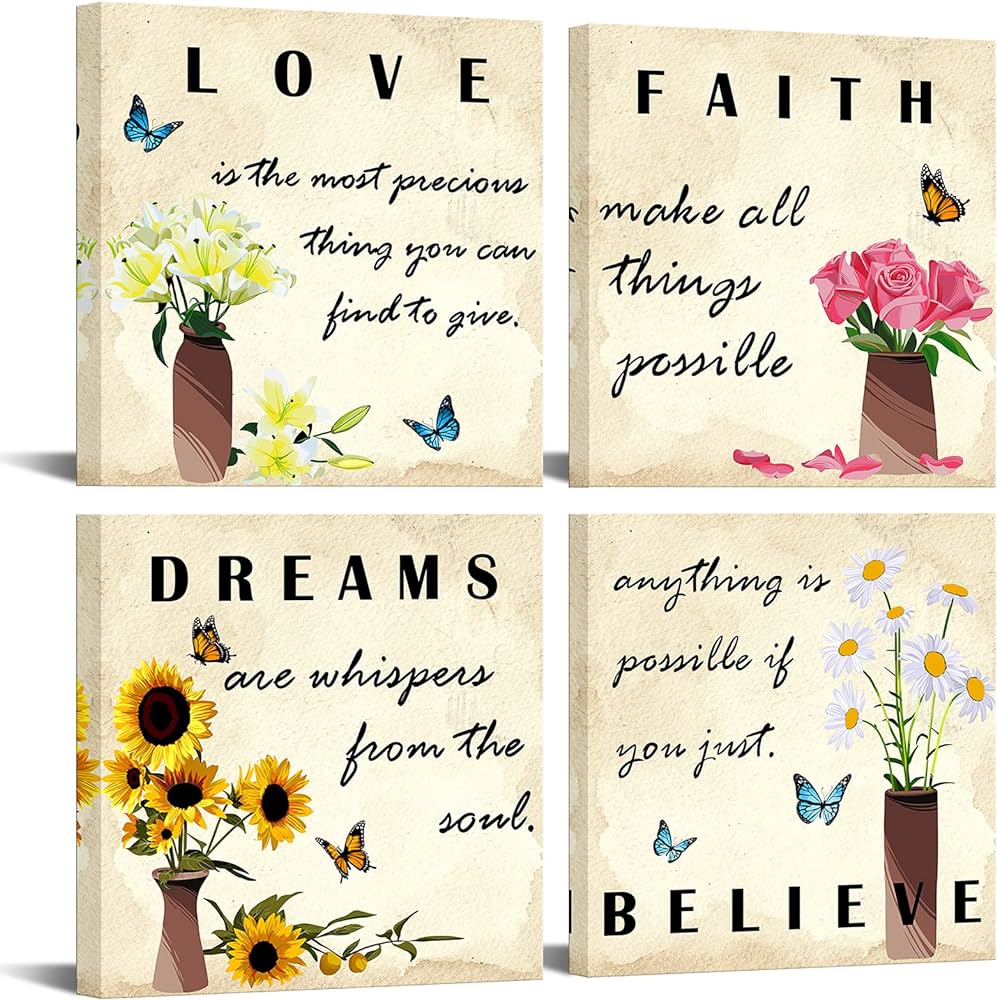 LOVE
is the most precious
thing you can
find to give.
FAITH
make all
things
possille
DREAMS
are whispers
from the
soul.
anything is
possille if
you just.
BELIEVE